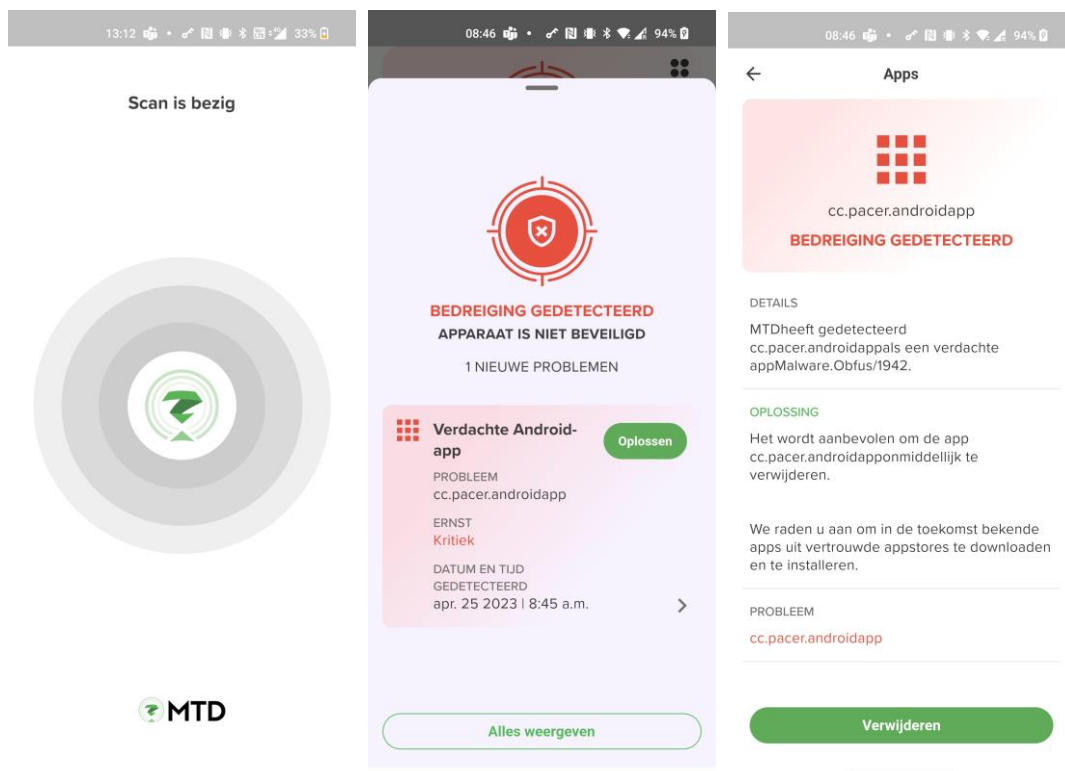 13:12 33%
Scan is bezig
MTD
08:46 94%
BEDREIGING GEDETECTEERD
APPARAAT IS NIET BEVEILIGD
1 NIEUWE PROBLEMEN
Verdachte Android-
app
Oplossen
PROBLEEM
cc.pacer.androidapp
ERNST
Kritiek
DATUM EN TIJD
GEDETECTEERD
apr. 25 2023 | 8:45 a.m.
Alles weergeven
08:46 94%
Apps
cc.pacer.androidapp
BEDREIGING GEDETECTEERD
DETAILS
MTDheeft gedetecteerd
cc.pacer.androidappals een verdachte
appMalware.Obfus/1942.
OPLOSSING
Het wordt aanbevolen om de app
cc.pacer.androidapponmiddellijk te
verwijderen.
We raden u aan om in de toekomst bekende
apps uit vertrouwde appstores te downloaden
en te installeren.
PROBLEEM
cc.pacer.androidapp
Verwijderen